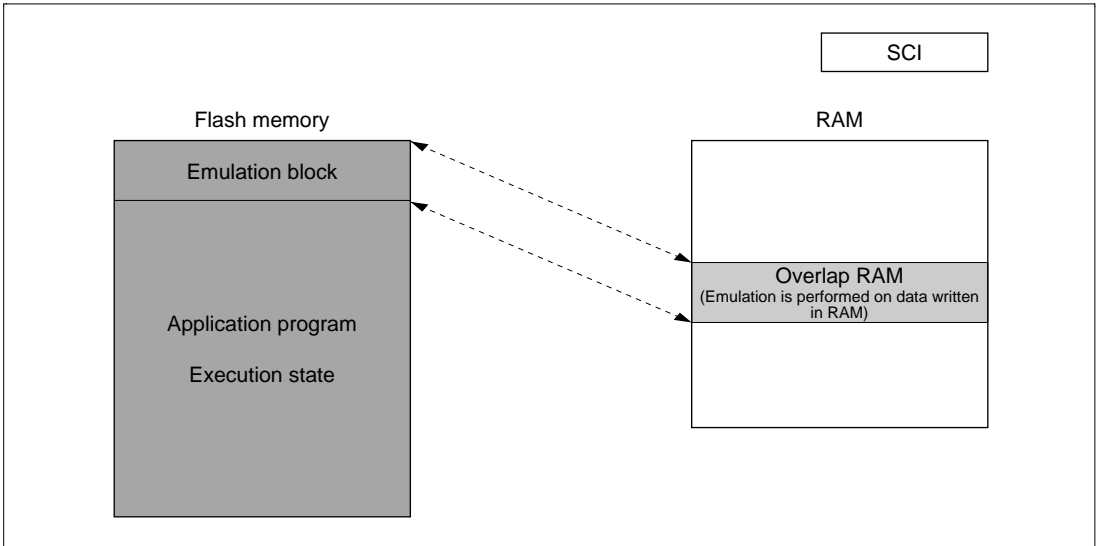 SCI
Flash memory
RAM
Emulation block
Application program
Execution state
Overlap RAM
(Emulation is performed on data written
in RAM)